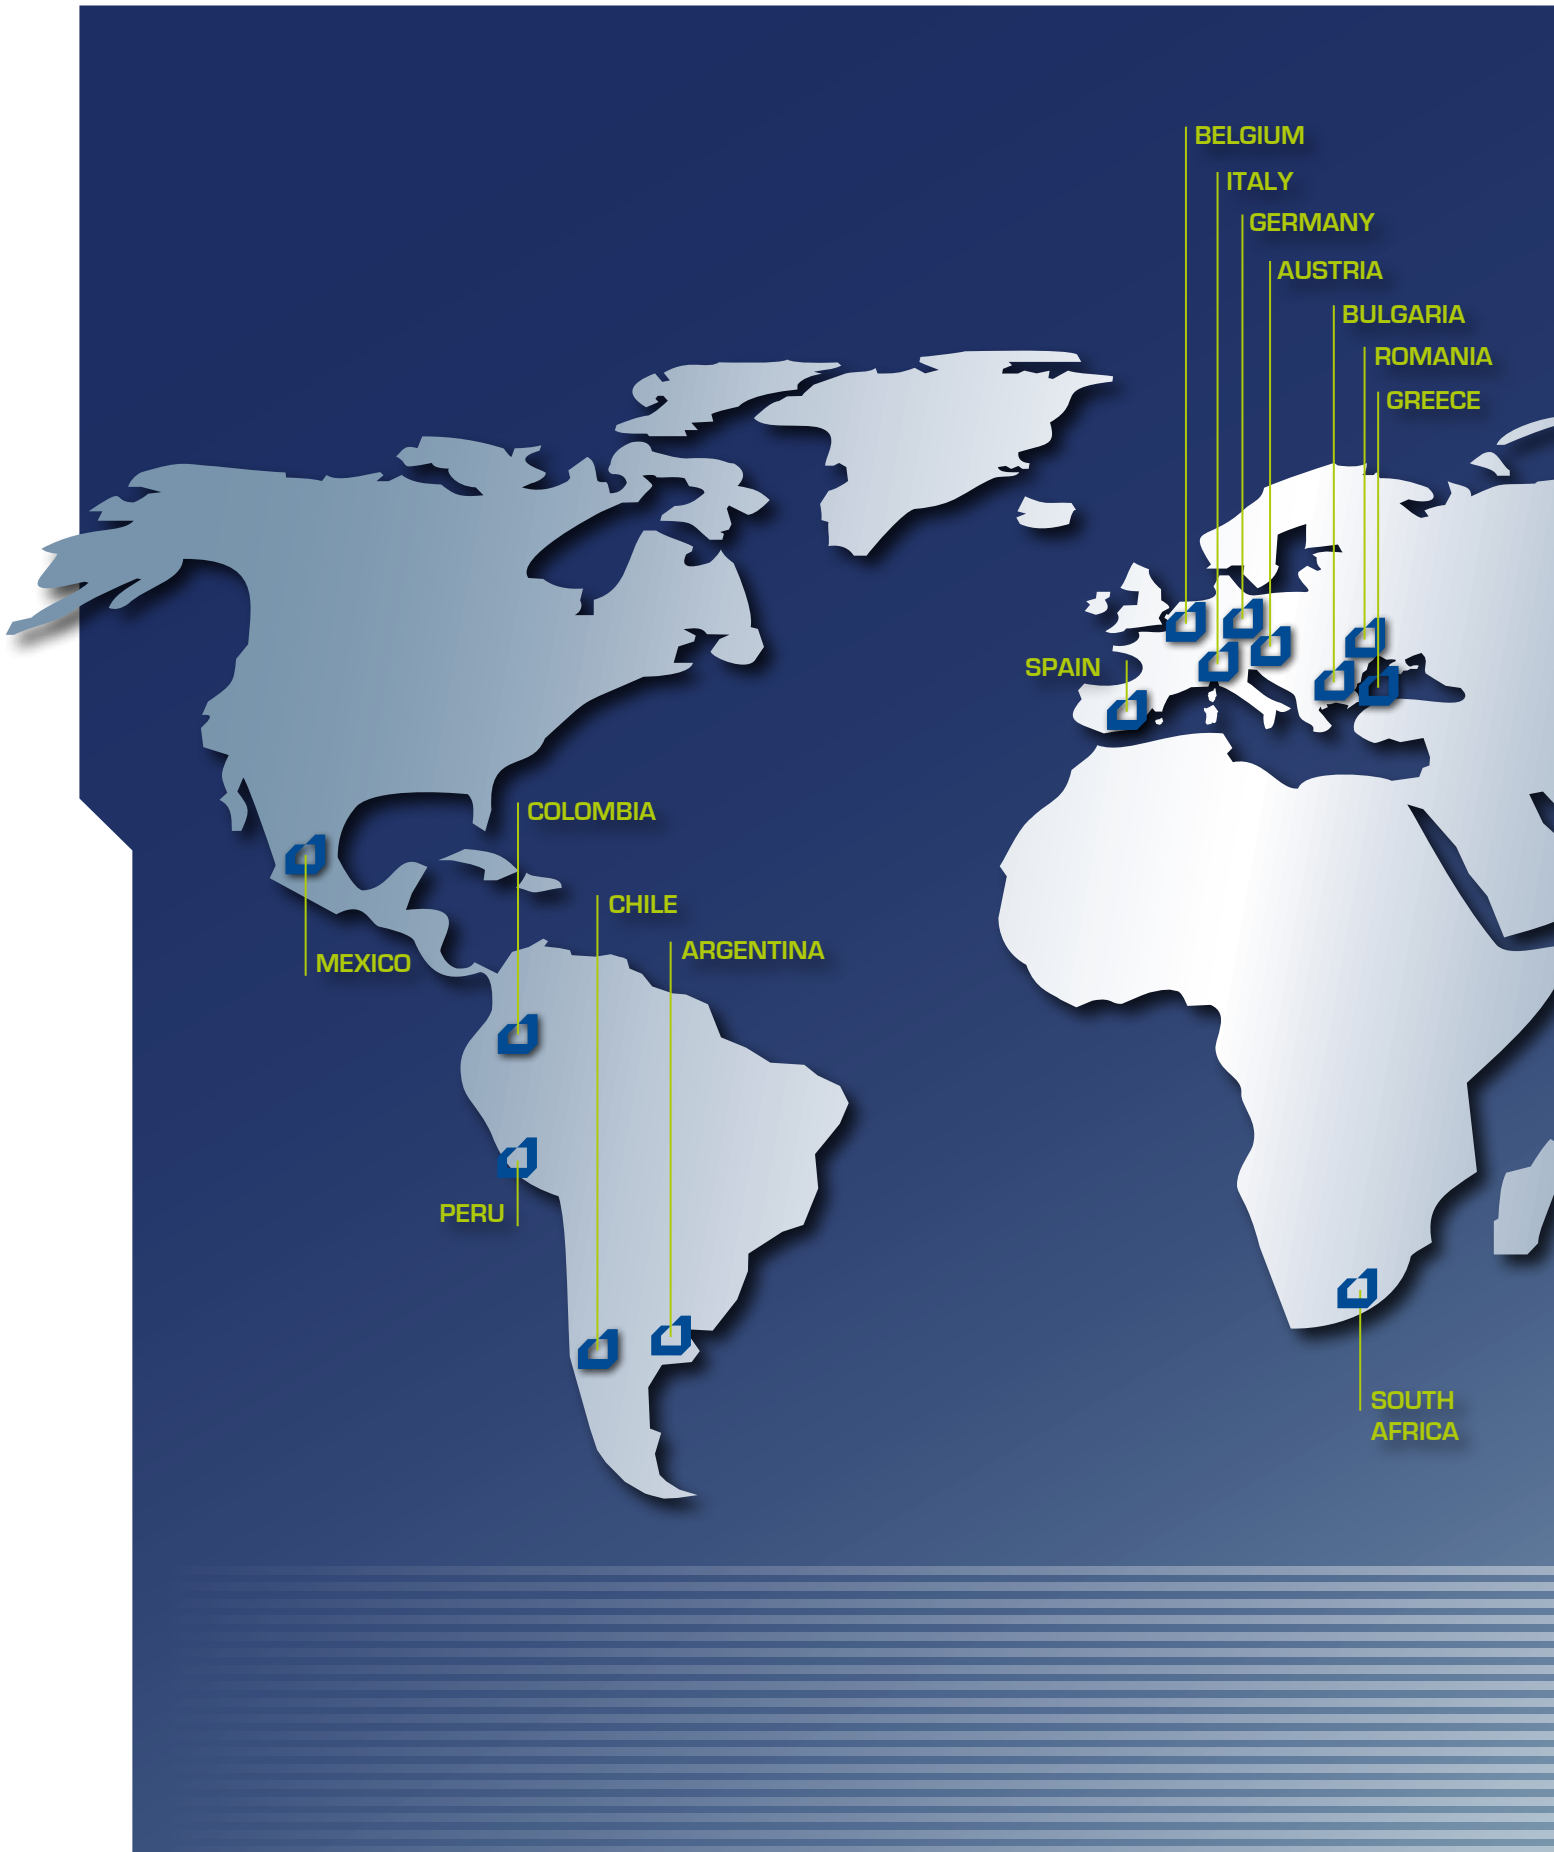 BELGIUM
ITALY
GERMANY
AUSTRIA
BULGARIA
ROMANIA
GREECE
SPAIN
COLOMBIA
CHILE
ARGENTINA
MEXICO
PERU
SOUTH
AFRICA